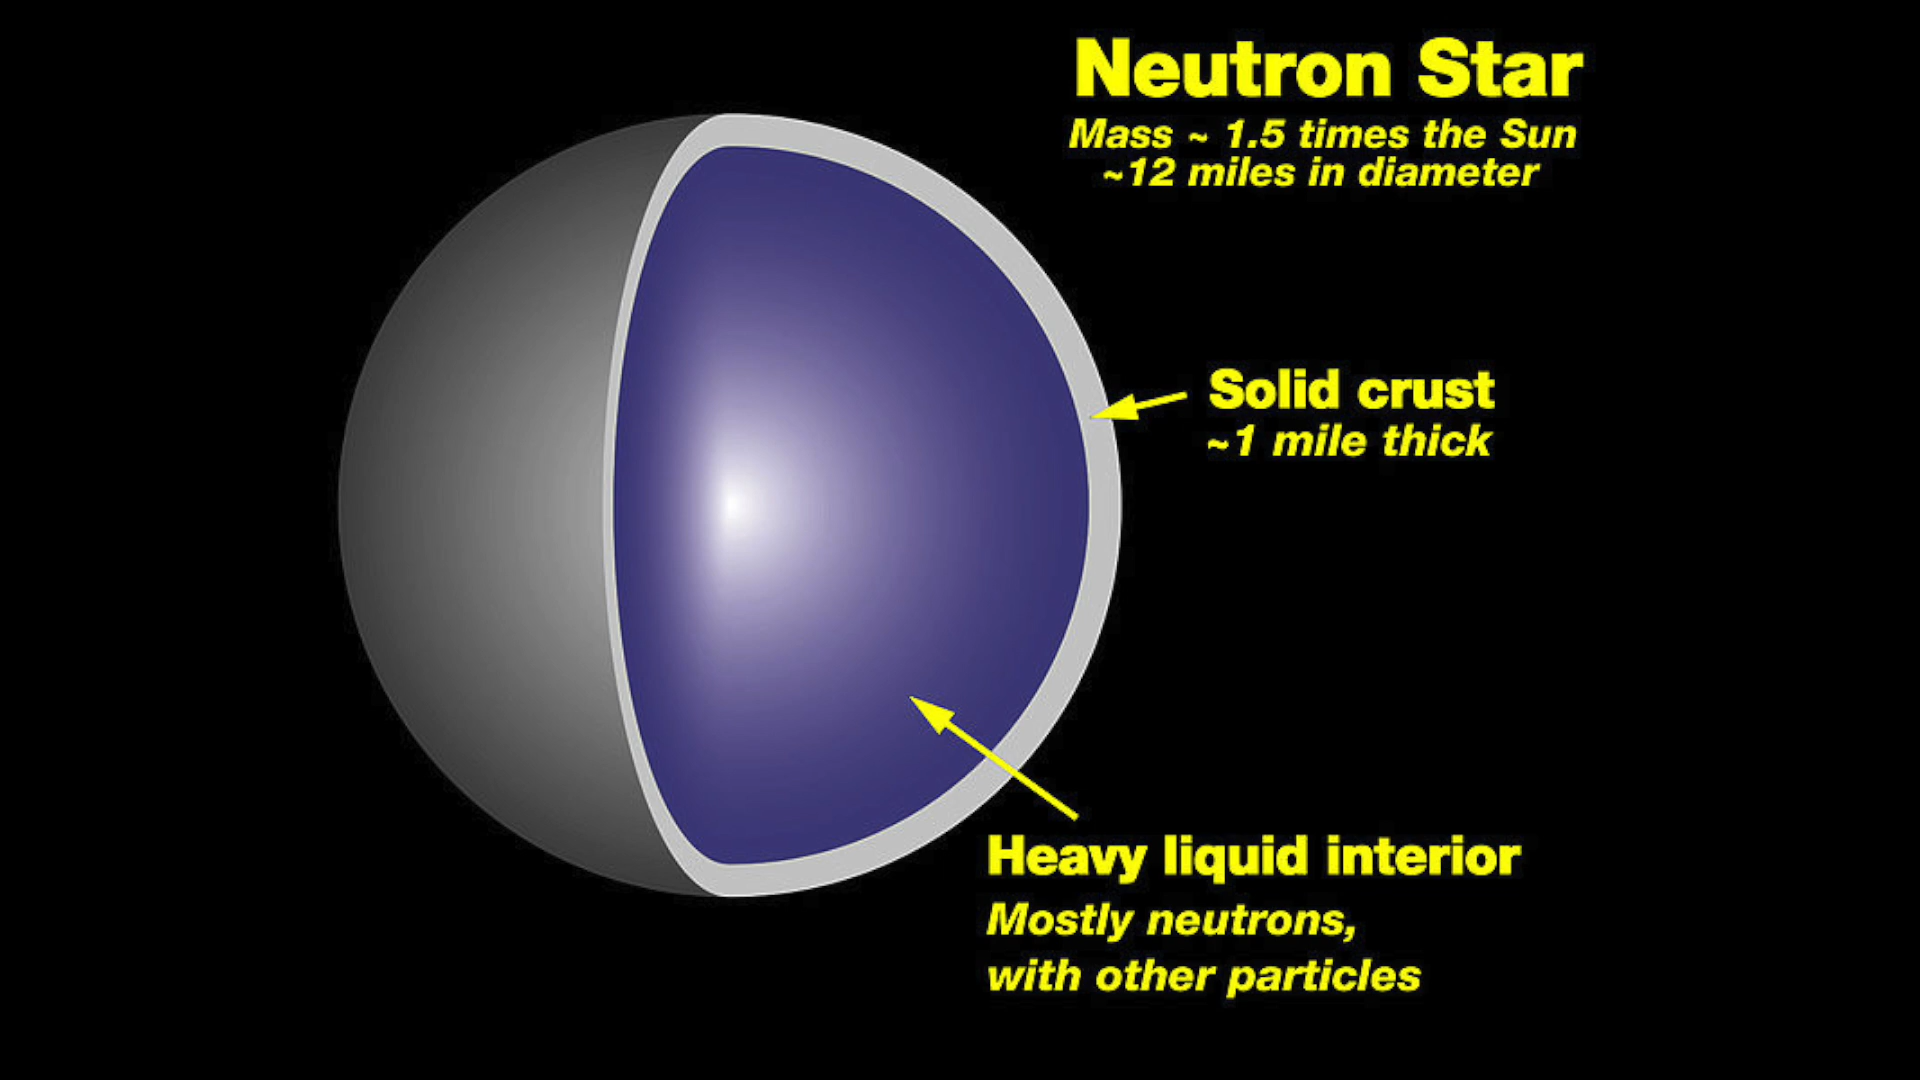 Neutron Star
Mass ~ 1.5 times the Sun
~12 miles in diameter
Solid crust
~1 mile thick
Heavy liquid interior
Mostly neutrons,
with other particles